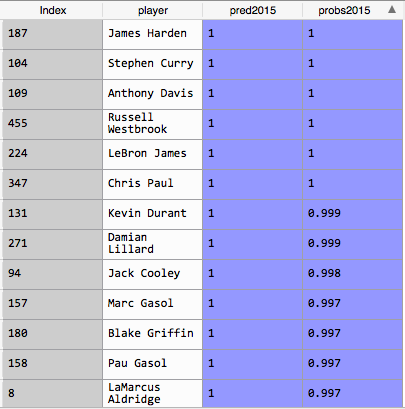 Index player pred2015 probs2015
187 James Harden 1 1
104 Stephen Curry 1 1
109 Anthony Davis 1 1
455 Russell Westbrook 1 1
224 LeBron James 1 1
347 Chris Paul 1 1
131 Kevin Durant 1 0.999
271 Damian Lillard 1 0.999
94 Jack Cooley 1 0.998
157 Marc Gasol 1 0.997
180 Blake Griffin 1 0.997
158 Pau Gasol 1 0.997
8 LaMarcus Aldridge 1 0.997